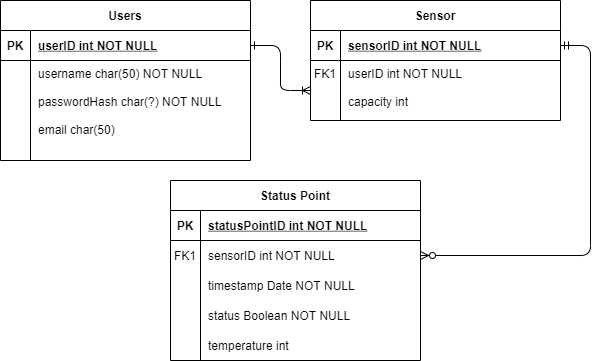 Users
PK userID int NOT NULL
username char(50) NOT NULL
passwordHash char(?) NOT NULL
email char(50)
Sensor
PK sensorID int NOT NULL
FK1 userID int NOT NULL
capacity int
Status Point
PK statusPointID int NOT NULL
FK1 sensorID int NOT NULL
timestamp Date NOT NULL
status Boolean NOT NULL
temperature int